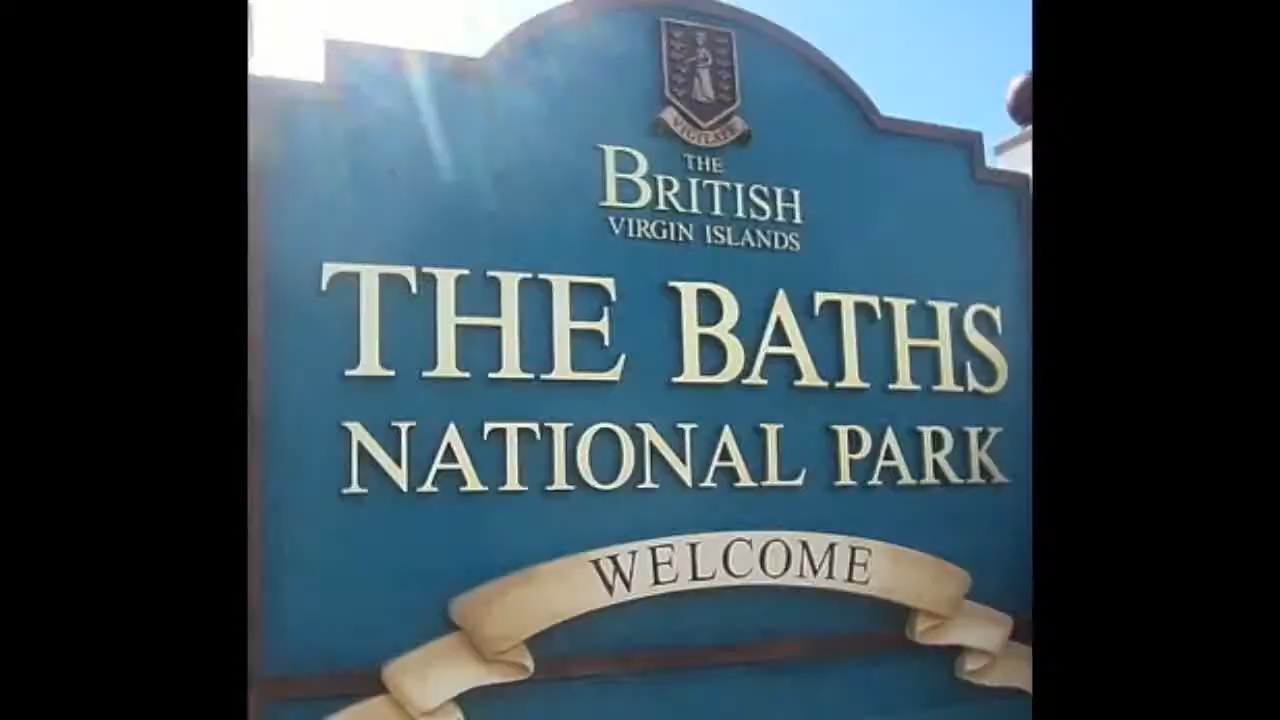 VIGILATE
THE
BRITISH
VIRGIN ISLANDS
THE BATHS
NATIONAL PARK
WELCOME